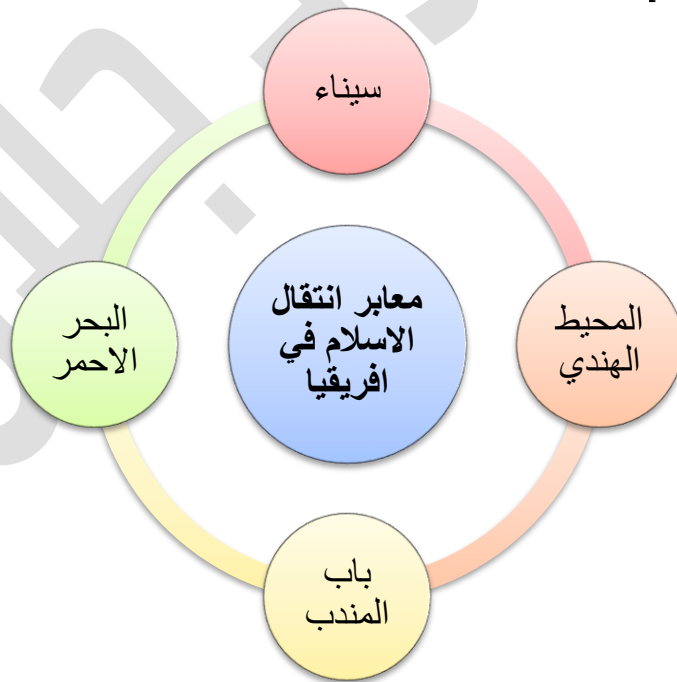 سيناء
معابر انتقال
الاسلام في
افريقيا
المحيط
الهندي
البحر
الاحمر
باب
المندب